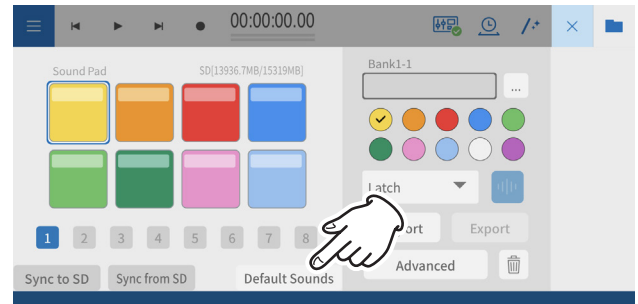 00:00:00.00
Sound Pad SD[13936.7MB/15319MB]
Bank1-1
...
Latch
1 2 3 4 5 6 7 8
Export
Sync to SD Sync from SD Default Sounds
Advanced